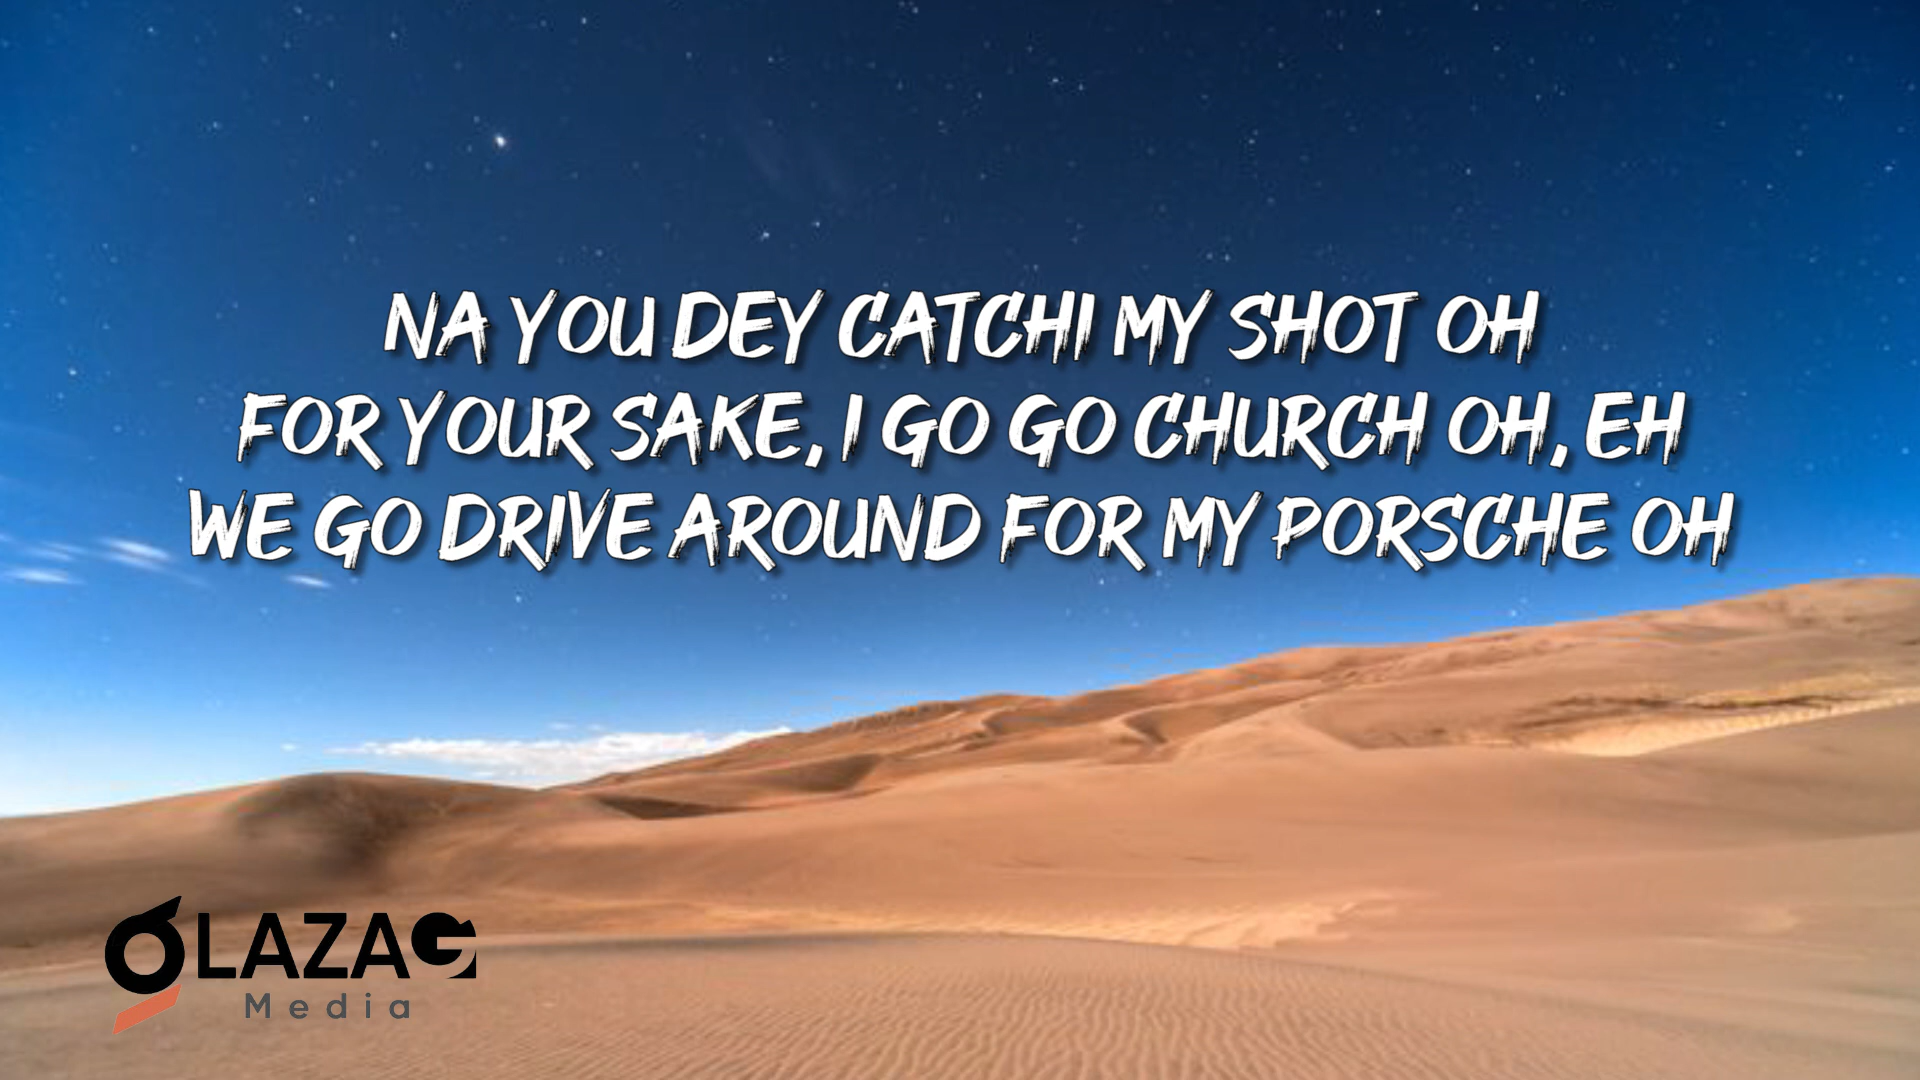 NA YOU DEY CATCHI MY SHOT OH
FOR YOUR SAKE, I GO GO CHURCH OH, EH
WE GO DRIVE AROUND FOR MY PORSCHE OH
OLAZAG
Media